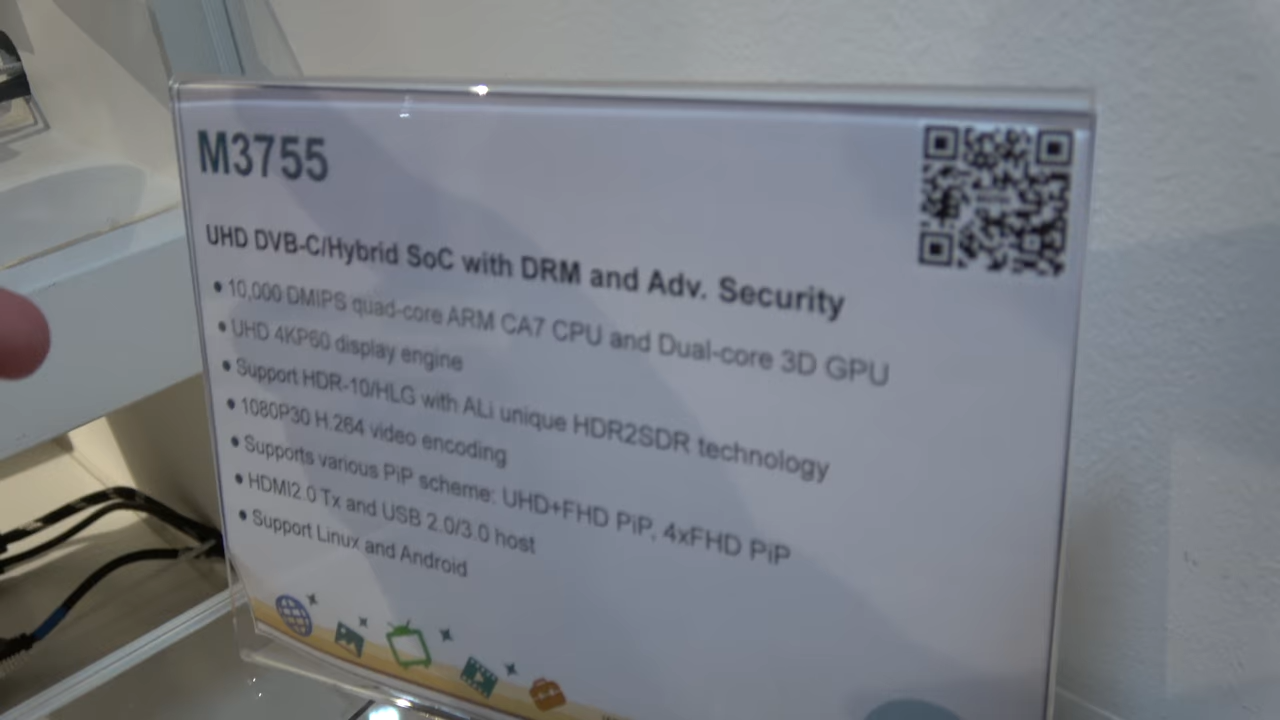 M3755
UHD DVB-C/Hybrid SoC with DRM and Adv. Security
• 10,000 DMIPS quad-core ARM CA7 CPU and Dual-core 3D GPU
• UHD 4KP60 display engine
• Support HDR-10/HLG with ALi unique HDR2SDR technology
• 1080P30 H.264 video encoding
• Supports various PiP scheme: UHD+FHD PiP, 4xFHD PiP
• HDMI2.0 Tx and USB 2.0/3.0 host
• Support Linux and Android